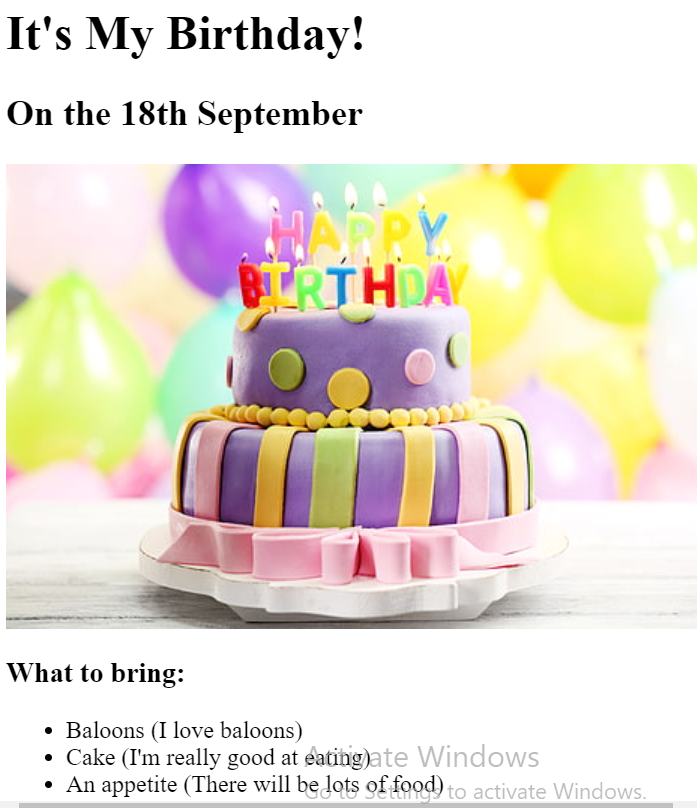 It's My Birthday!
On the 18th September
HAPPY
BIRTHDAY
What to bring:
Baloons (I love baloons)
Cake (I'm really good at eating)
Activate Windows
An appetite (There will be lots of food)
Go to Settings to activate Windows.